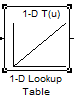 1-D T(u)
1-D Lookup
Table